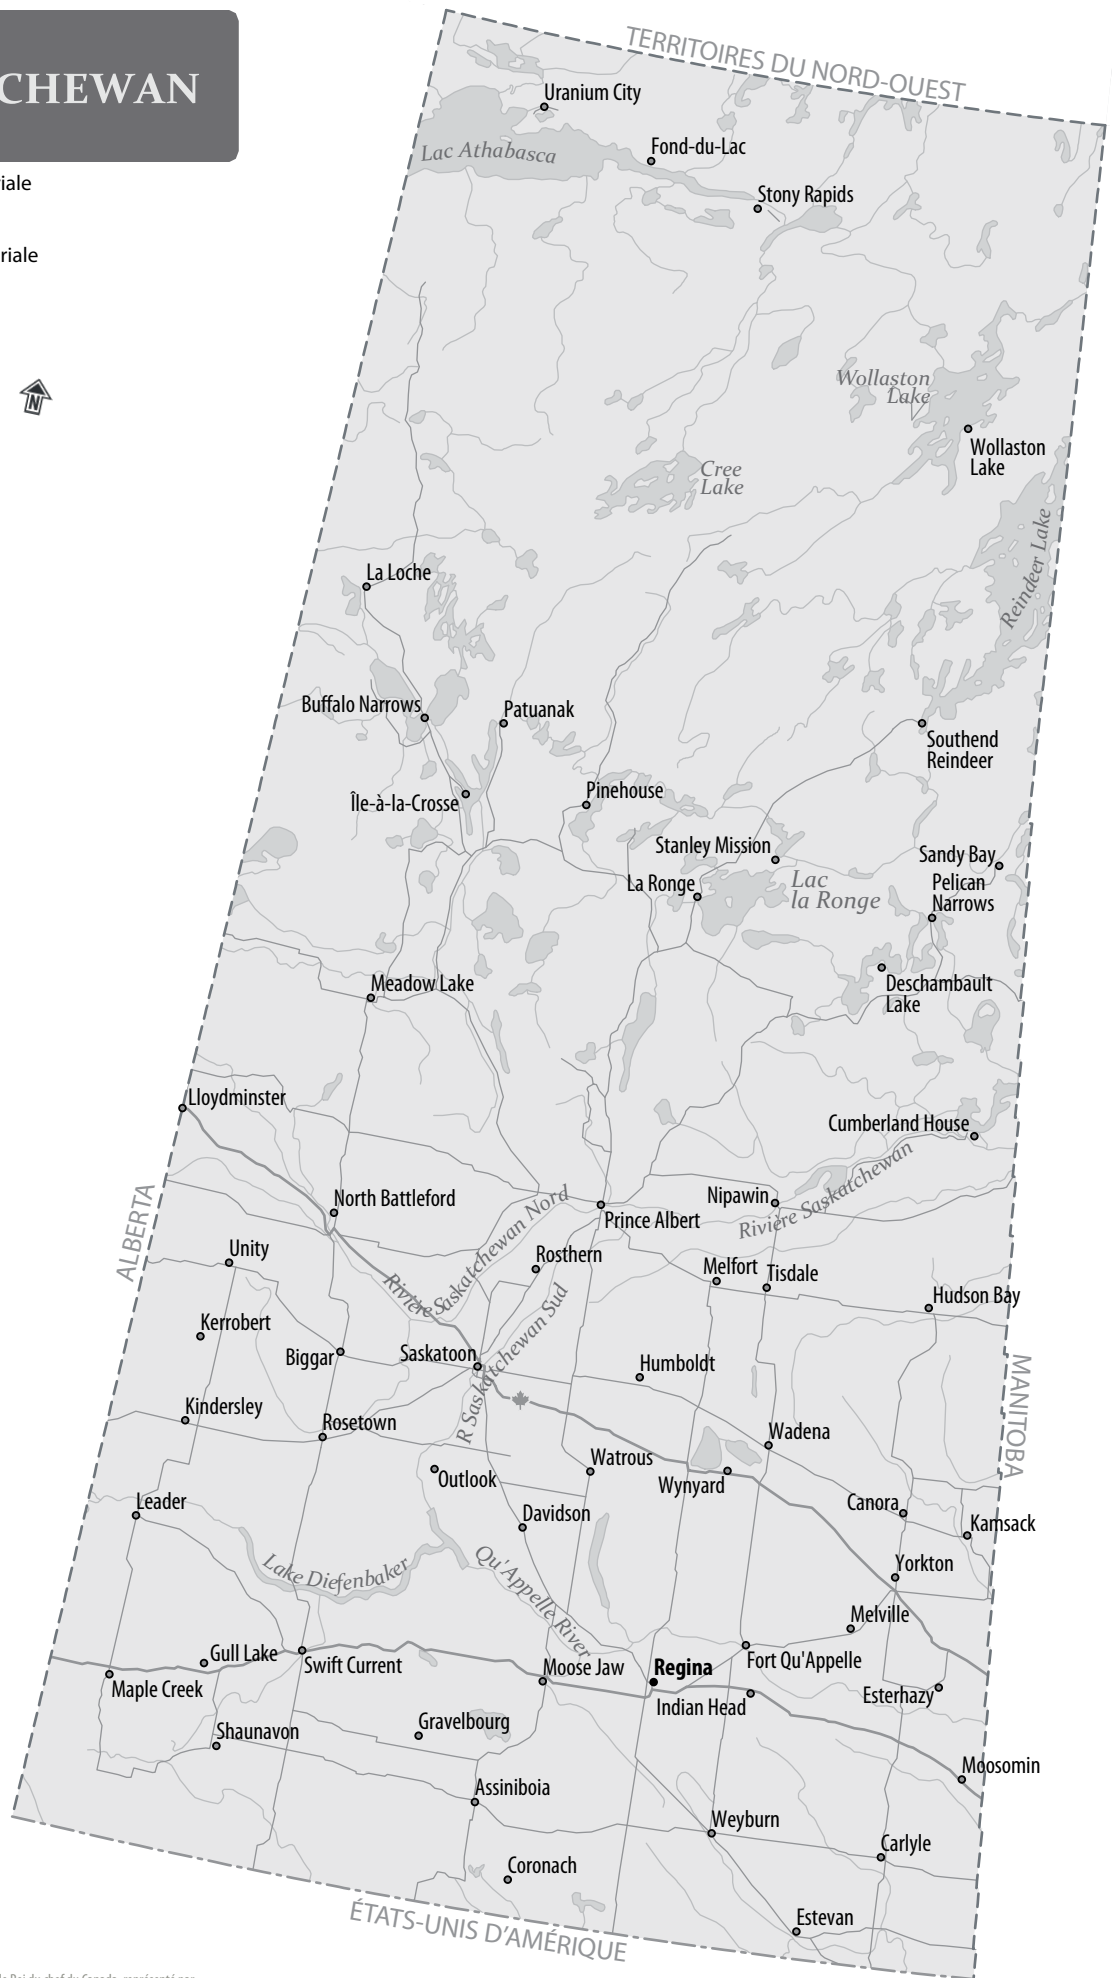 CHEWAN
iale
riale
N
TERRITOIRES DU NORD-OUEST
Uranium City
Lac Athabasca
Fond-du-Lac
Stony Rapids
Wollaston
Lake
Wollaston
Lake
Cree
Lake
Reindeer Lake
La Loche
Buffalo Narrows
Patuanak
Southend
Reindeer
Île-à-la-Crosse
Pinehouse
Stanley Mission
Sandy Bay
La Ronge
Lac
la Ronge
Pelican
Narrows
Meadow Lake
Deschambault
Lake
Lloydminster
Cumberland House
Rivière Saskatchewan
North Battleford
Nipawin
Prince Albert
ALBERTA
Unity
Rivière Saskatchewan Nord
Rosthern
Melfort
Tisdale
Hudson Bay
Kerrobert
Biggar
Saskatoon
R Saskatchewan Sud
Humboldt
MANITOBA
Kindersley
Rosetown
Wadena
Outlook
Watrous
Wynyard
Leader
Davidson
Canora
Kamsack
Lake Diefenbaker
Qu'Appelle River
Yorkton
Melville
Gull Lake
Swift Current
Moose Jaw
Regina
Fort Qu'Appelle
Maple Creek
Indian Head
Esterhazy
Shaunavon
Gravelbourg
Moosomin
Assiniboia
Weyburn
Carlyle
Coronach
Estevan
ÉTATS-UNIS D'AMÉRIQUE